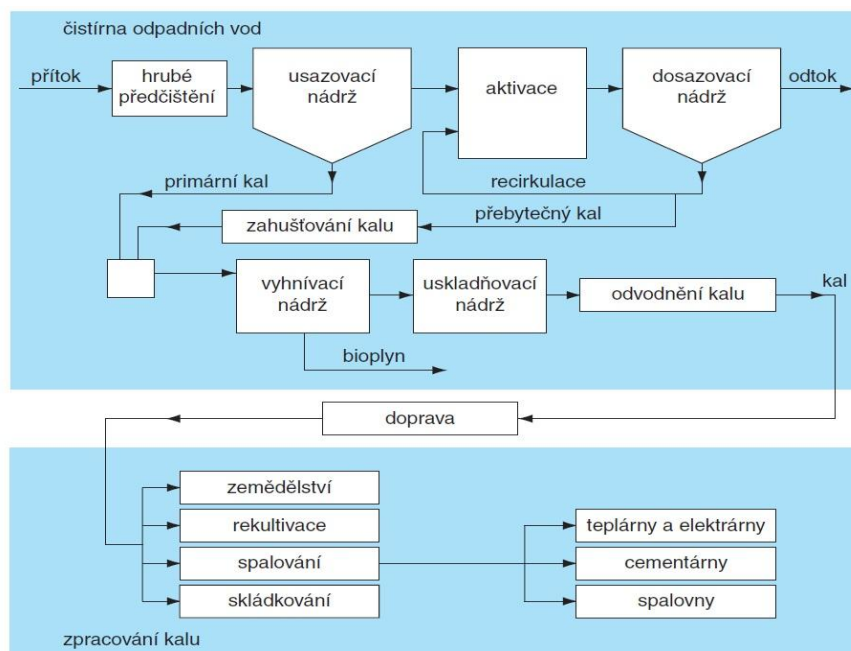 čistírna odpadních vod
přítok
hrubé
předčištění
usazovací
nádrž
aktivace
dosazovací
nádrž
odtok
primární kal
recirkulace
přebytečný kal
zahušťování kalu
vyhnívací
nádrž
uskladňovací
nádrž
odvodnění kalu
kal
bioplyn
doprava
zemědělství
rekultivace
spalování
skládkování
teplárny a elektrárny
cementárny
spalovny
zpracování kalu